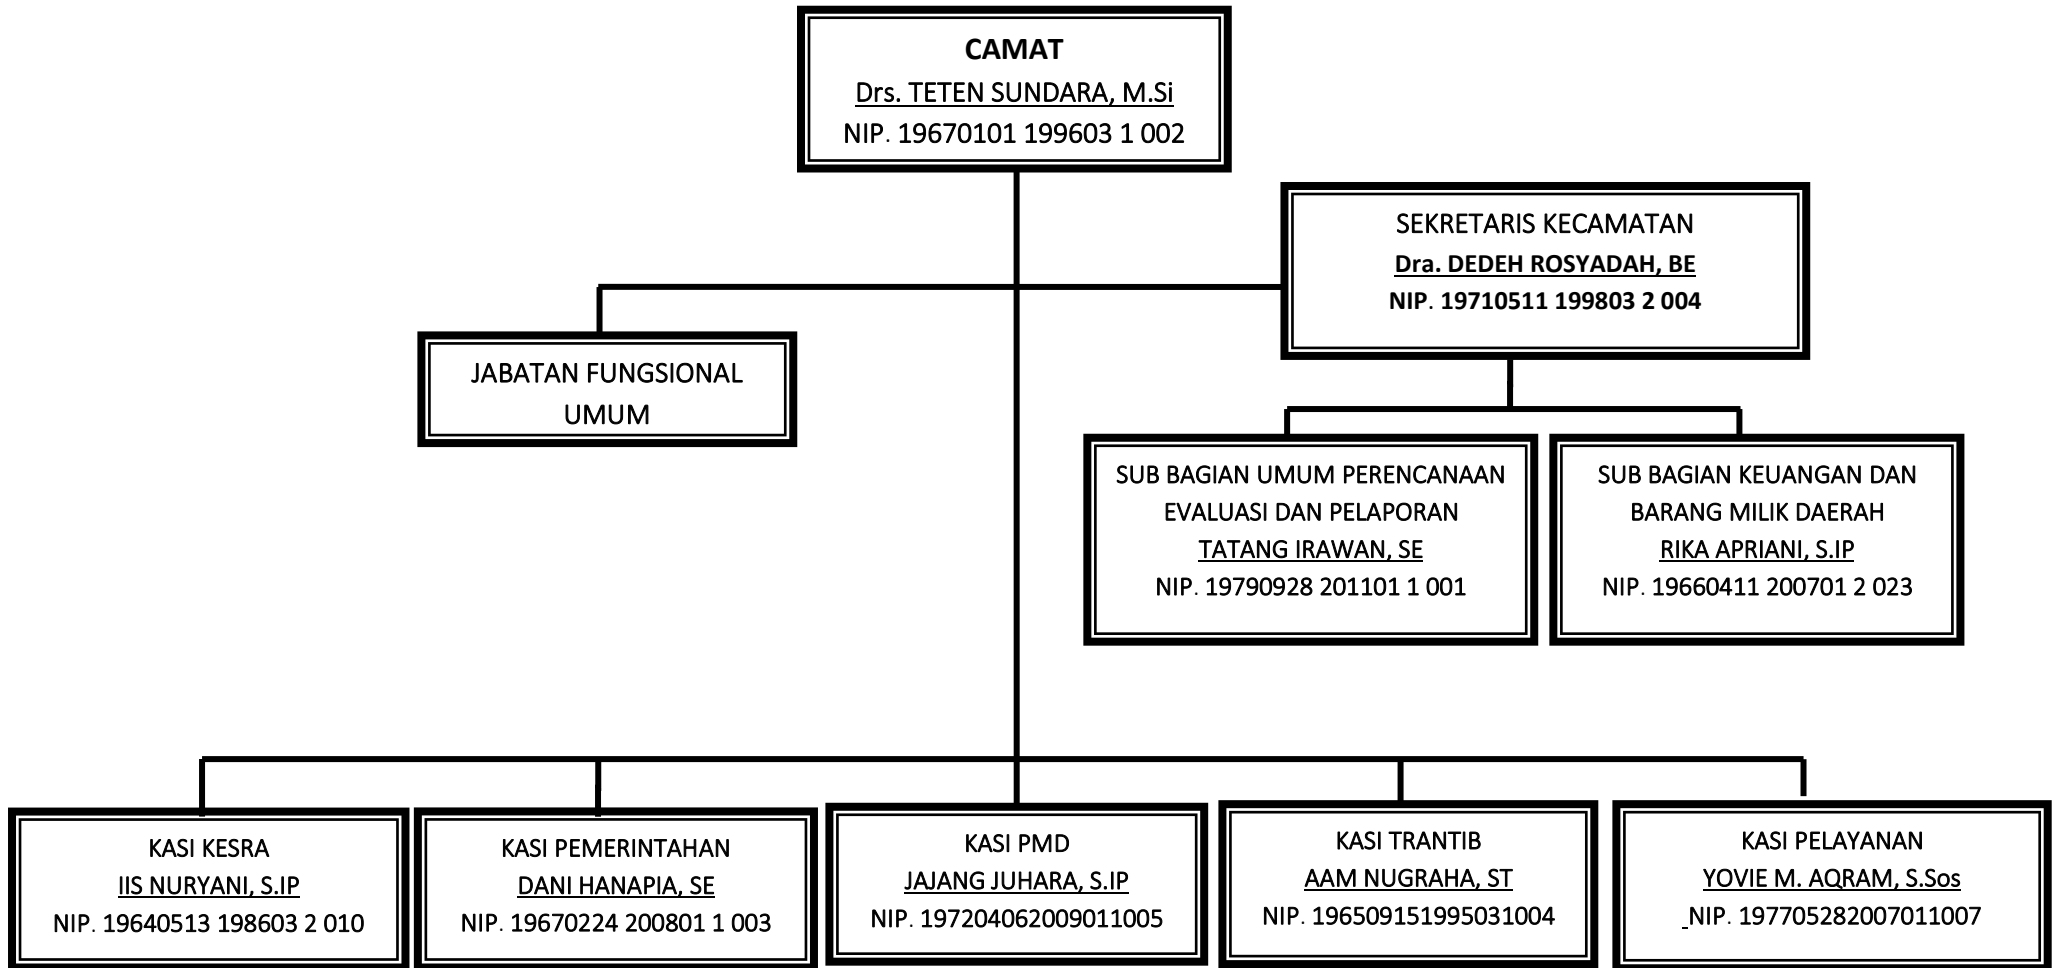 CAMAT
Drs. TETEN SUNDARA, M.Si
NIP. 19670101 199603 1 002
SEKRETARIS KECAMATAN
Dra. DEDEH ROSYADAH, BE
NIP. 19710511 199803 2 004
JABATAN FUNGSIONAL
UMUM
SUB BAGIAN UMUM PERENCANAAN
EVALUASI DAN PELAPORAN
TATANG IRAWAN, SE
NIP. 19790928 201101 1 001
SUB BAGIAN KEUANGAN DAN
BARANG MILIK DAERAH
RIKA APRIANI, S.IP
NIP. 19660411 200701 2 023
KASI KESRA
IIS NURYANI, S.IP
NIP. 19640513 198603 2 010
KASI PEMERINTAHAN
DANI HANAPIA, SE
NIP. 19670224 200801 1 003
KASI PMD
JAJANG JUHARA, S.IP
NIP. 197204062009011005
KASI TRANTIB
AAM NUGRAHA, ST
NIP. 196509151995031004
KASI PELAYANAN
YOVIE M. AQRAM, S.Sos
NIP. 197705282007011007